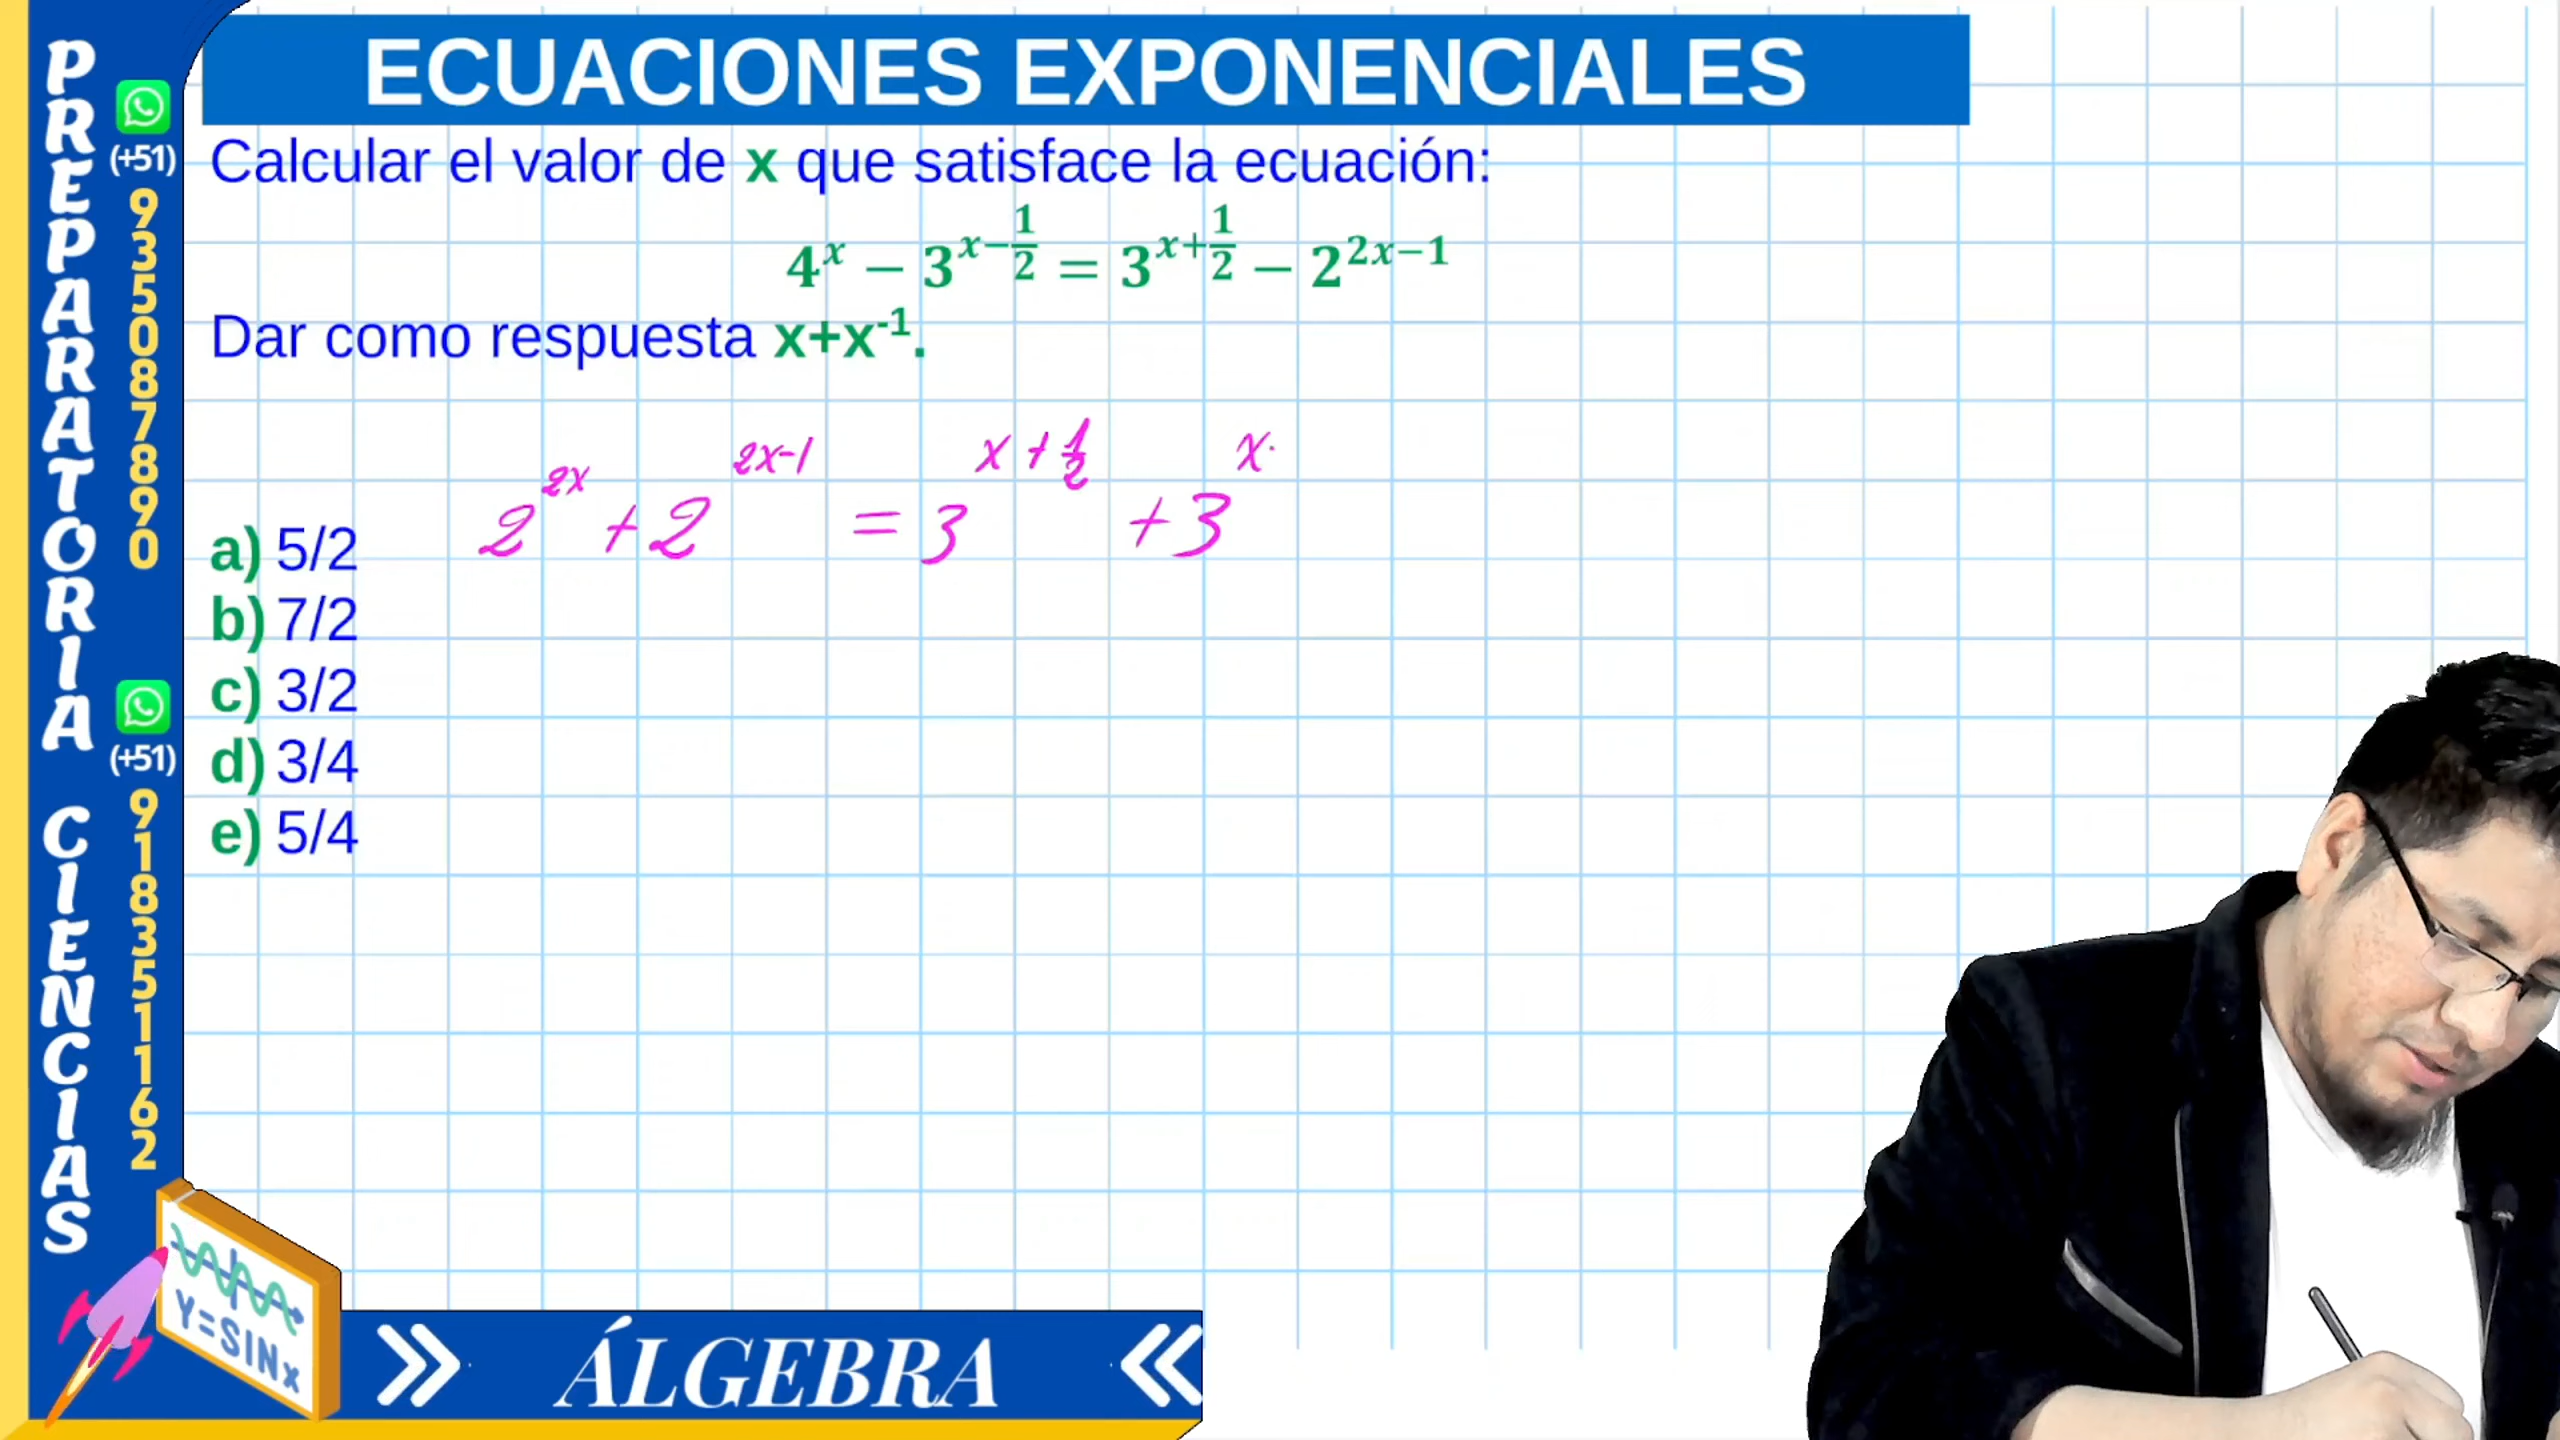 ECUACIONES EXPONENCIALES
Calcular el valor de x que satisface la ecuación:
4^x − 3^(x−1/2) = 3^(x+1/2) − 2^(2x−1)
Dar como respuesta x+x^-1.
2^2x + 2^(2x-1) = 3^(x+1/2) + 3^x-
a) 5/2
b) 7/2
c) 3/2
d) 3/4
e) 5/4
PREPARATORIA CIENCIAS
(+51)
935087890
(+51)
918351162
Y=SINx
ÁLGEBRA